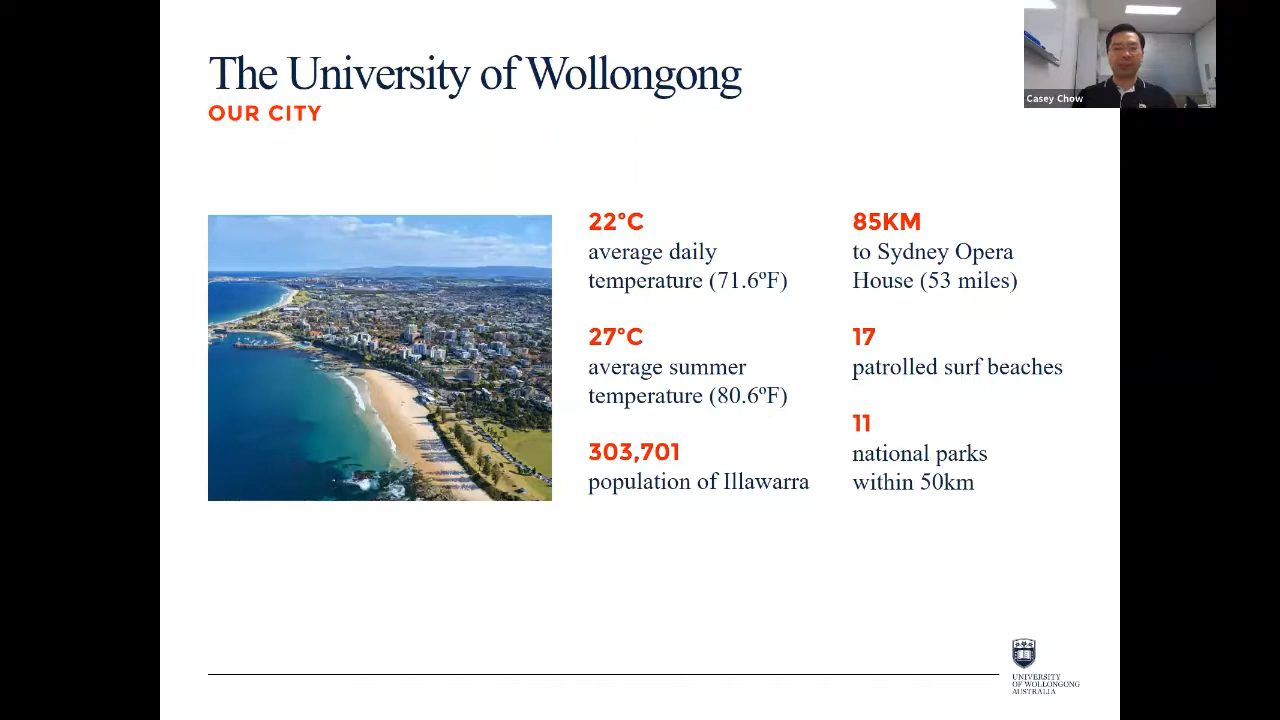 The University of Wollongong
OUR CITY
Casey Chow
22°C
average daily
temperature (71.6ºF)
27°C
average summer
temperature (80.6ºF)
303,701
population of Illawarra
85KM
to Sydney Opera
House (53 miles)
17
patrolled surf beaches
11
national parks
within 50km
UNIVERSITY
OF WOLLONGONG
AUSTRALIA